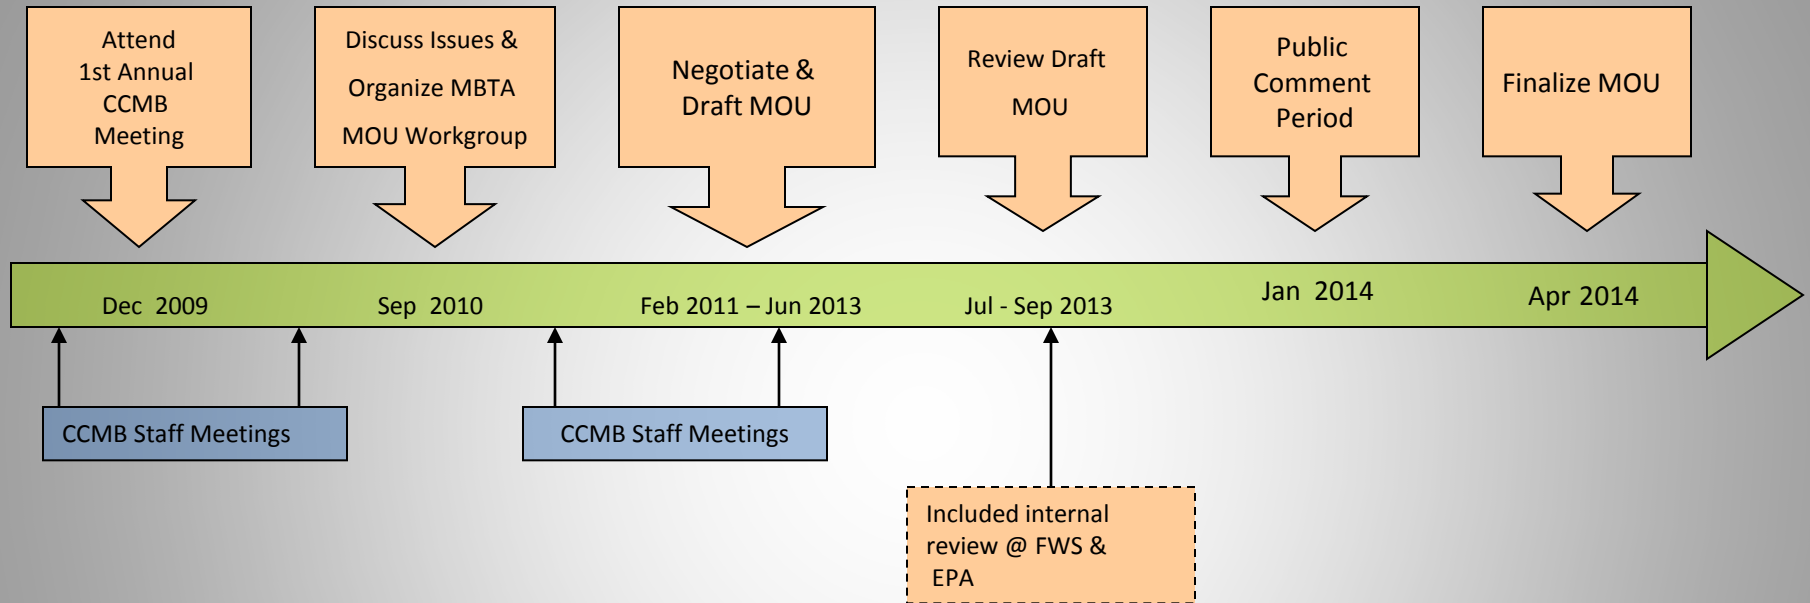 Attend
1st Annual
CCMB
Meeting
Discuss Issues &
Organize MBTA
MOU Workgroup
Negotiate &
Draft MOU
Review Draft
MOU
Public
Comment
Period
Finalize MOU
Dec 2009
Sep 2010
Feb 2011 – Jun 2013
Jul - Sep 2013
Jan 2014
Apr 2014
CCMB Staff Meetings
CCMB Staff Meetings
Included internal
review @ FWS &
EPA